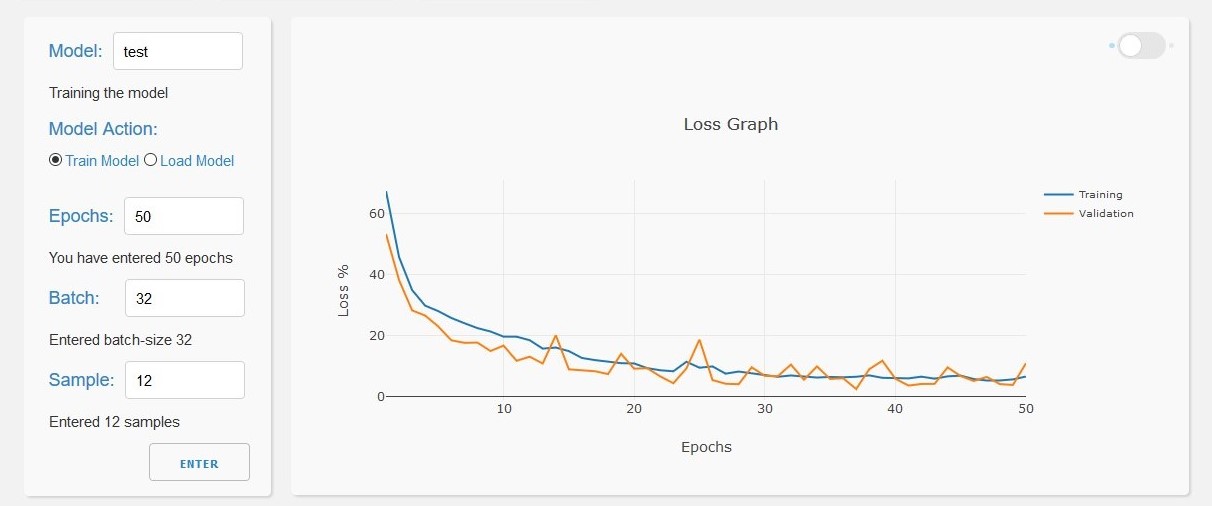 Model: test
Training the model
Model Action:
Train Model Load Model
Epochs: 50
You have entered 50 epochs
Batch: 32
Entered batch-size 32
Sample: 12
Entered 12 samples
ENTER
Loss Graph
Training
Validation
60
40
20
0
Loss %
10 20 30 40 50
Epochs